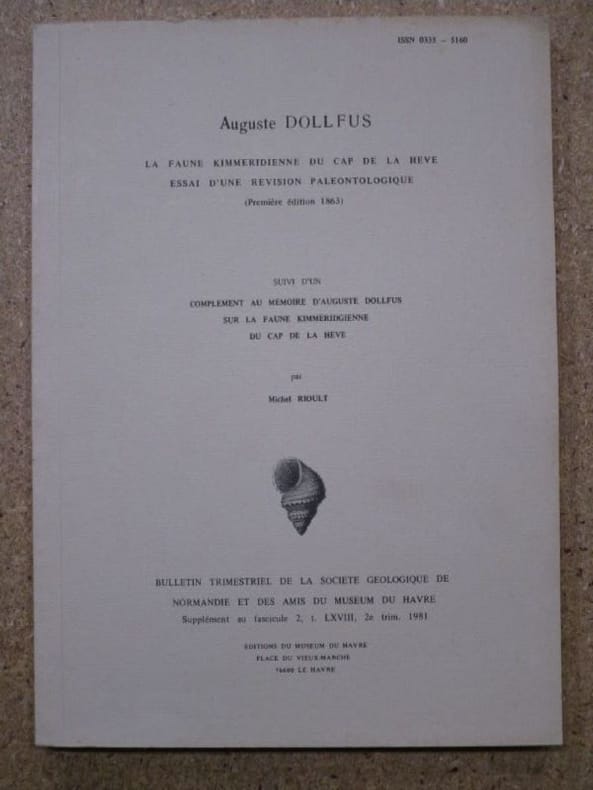 ISSN 0335 - 5160
Auguste DOLLFUS
LA FAUNE KIMMERIDIENNE DU CAP DE LA HEVE
ESSAI D'UNE REVISION PALEONTOLOGIQUE
(Première édition 1863)
SUIVI D'UN
COMPLEMENT AU MEMOIRE D'AUGUSTE DOLLFUS
SUR LA FAUNE KIMMERIDGIENNE
DU CAP DE LA HEVE
par
Michel RIOULT
BULLETIN TRIMESTRIEL DE LA SOCIETE GEOLOGIQUE DE
NORMANDIE ET DES AMIS DU MUSEUM DU HAVRE
Supplément au fascicule 2, t. LXVIII, 2e trim. 1981
EDITIONS DU MUSEUM DU HAVRE
PLACE DU VIEUX-MARCHE
76600 LE HAVRE